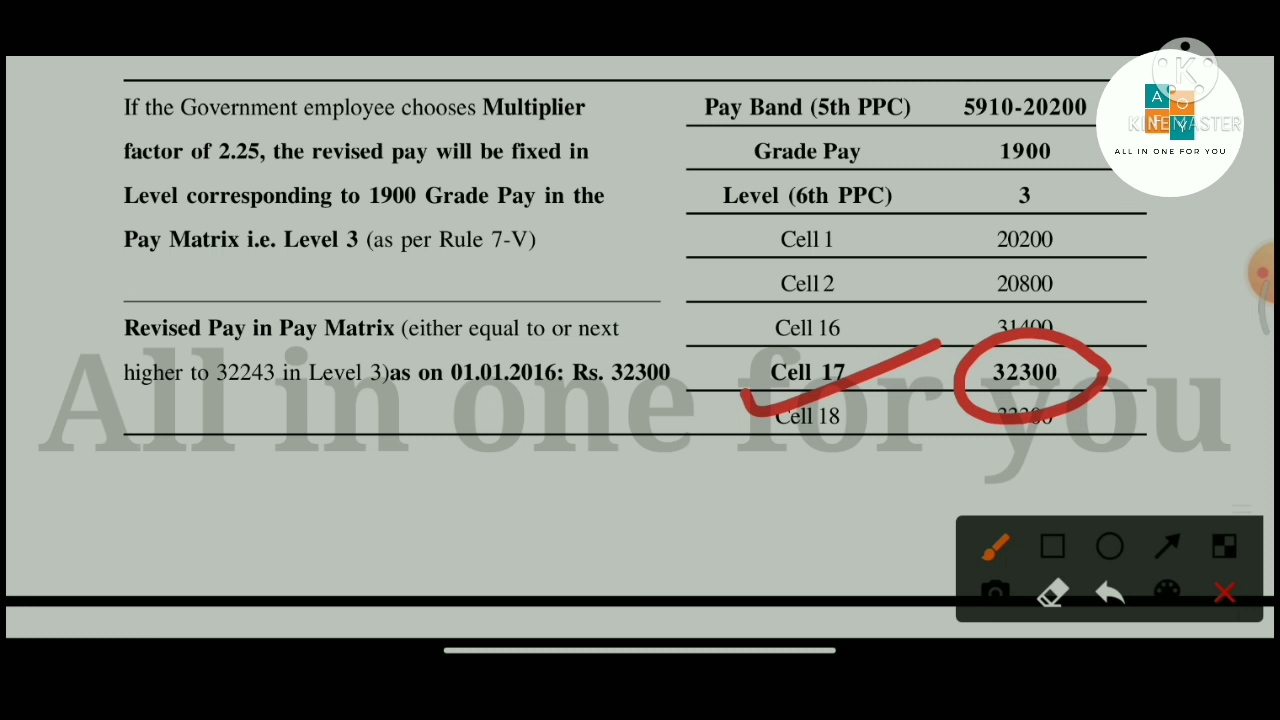 If the Government employee chooses Multiplier
factor of 2.25, the revised pay will be fixed in
Level corresponding to 1900 Grade Pay in the
Pay Matrix i.e. Level 3 (as per Rule 7-V)
Revised Pay in Pay Matrix (either equal to or next
higher to 32243 in Level 3)as on 01.01.2016: Rs. 32300
Pay Band (5th PPC) 5910-20200
Grade Pay 1900
Level (6th PPC) 3
Cell 1 20200
Cell 2 20800
Cell 16 31400
Cell 17 32300
Cell 18
All in one for you
K
A
O
F
Y
KINEMASTER
ALL IN ONE FOR YOU